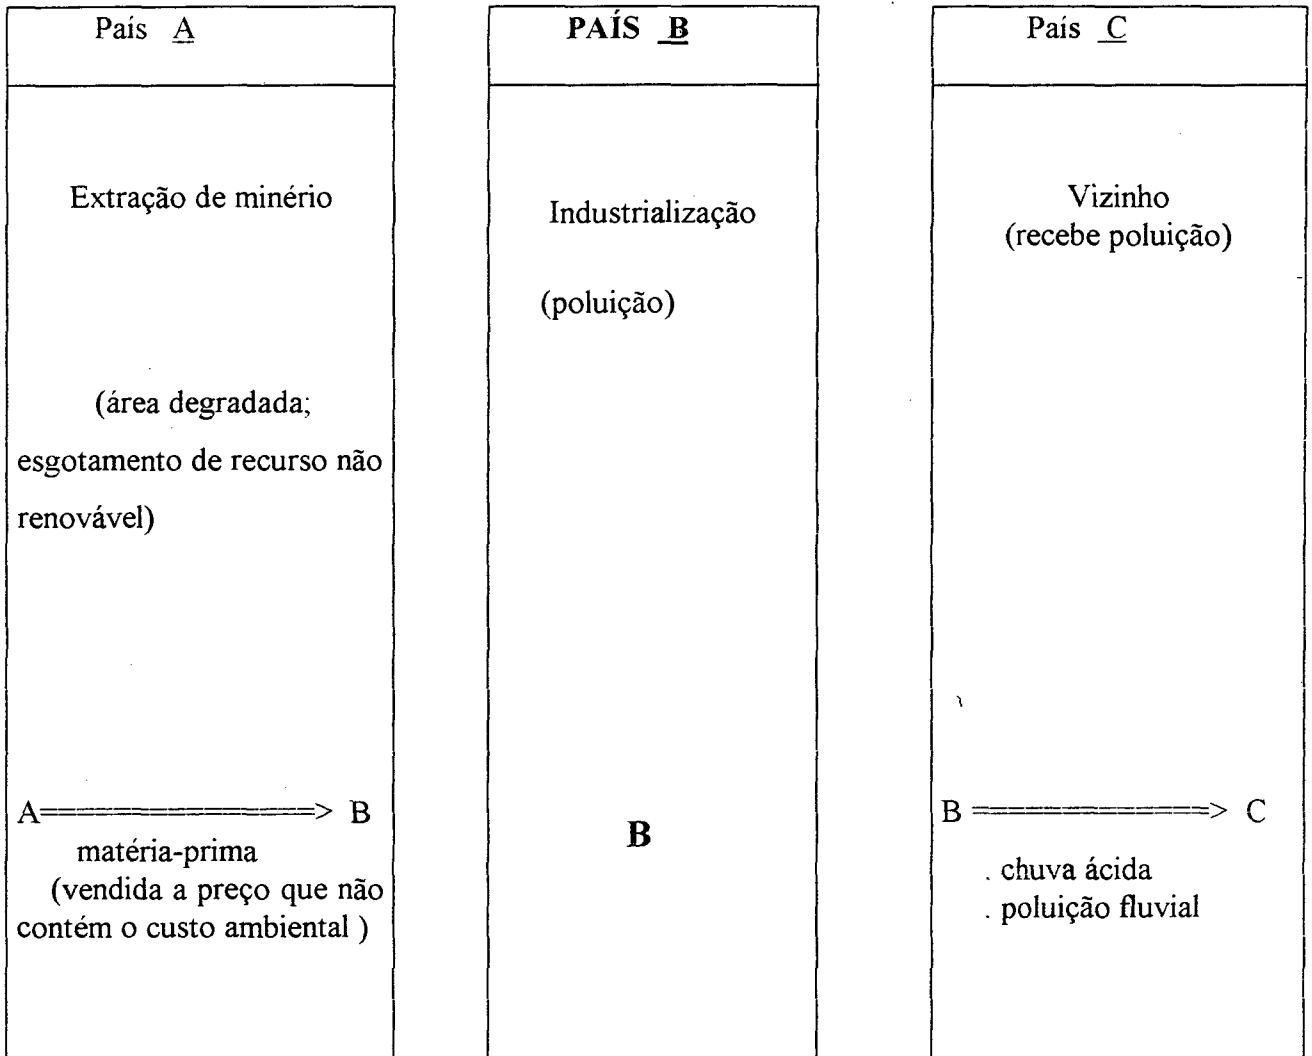 País A
Extração de minério
(área degradada;
esgotamento de recurso não
renovável)
A================> B
matéria-prima
(vendida a preço que não
contém o custo ambiental )
PAÍS B
Industrialização
(poluição)
B
País C
Vizinho
(recebe poluição)
B ==============> C
. chuva ácida
. poluição fluvial